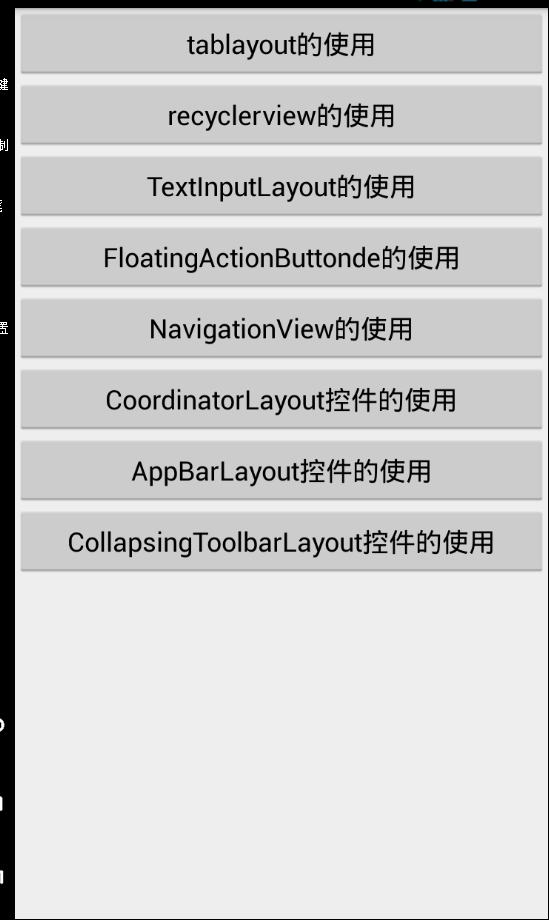 tablayout的使用
recyclerview的使用
TextInputLayout的使用
FloatingActionButtonde的使用
NavigationView的使用
CoordinatorLayout控件的使用
AppBarLayout控件的使用
CollapsingToolbarLayout控件的使用